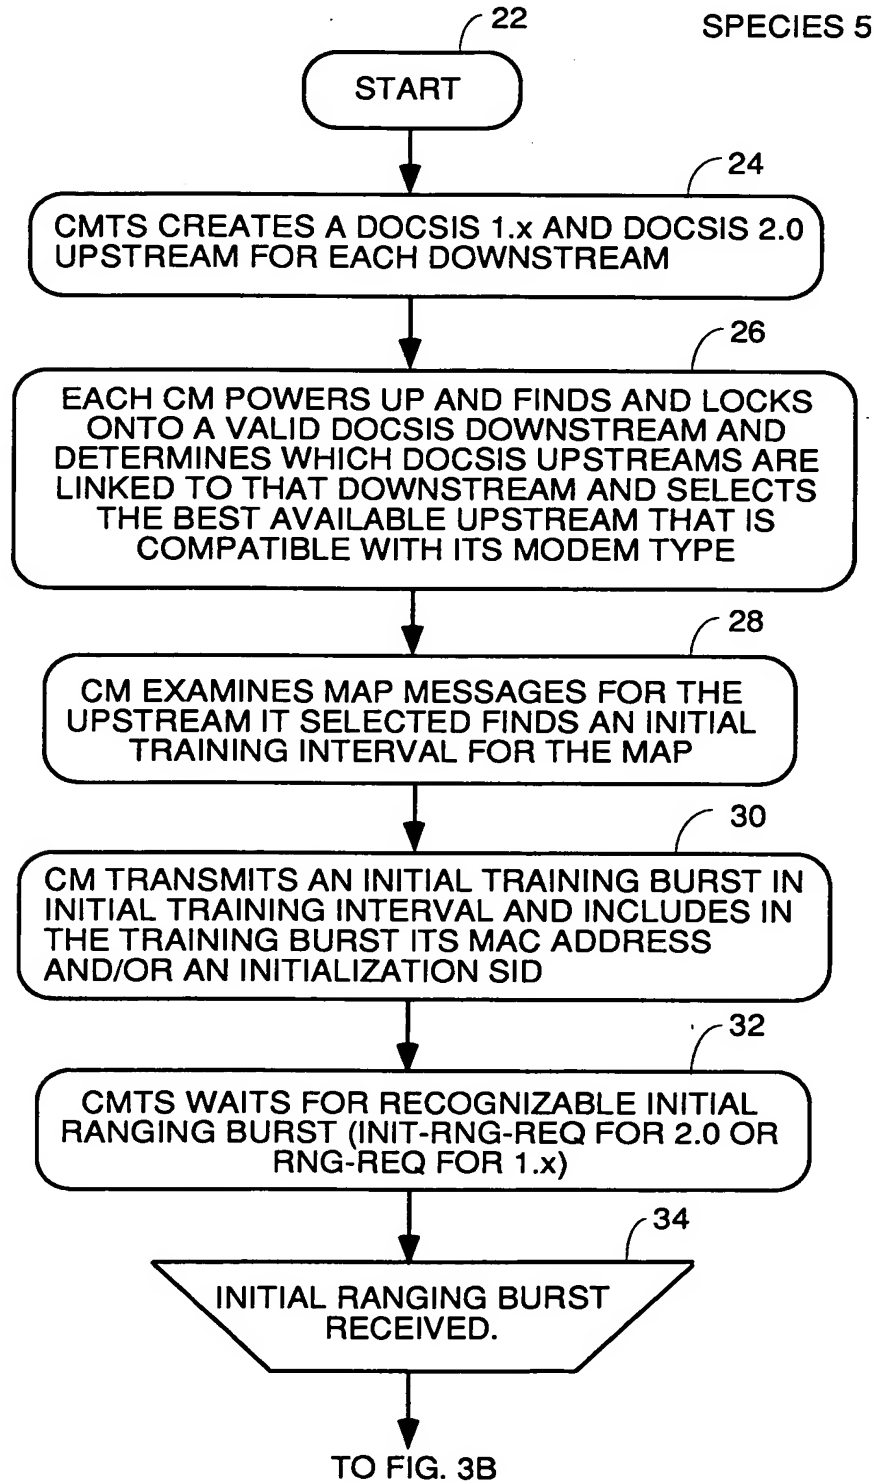 22
SPECIES 5
START
24
CMTS CREATES A DOCSIS 1.x AND DOCSIS 2.0
UPSTREAM FOR EACH DOWNSTREAM
26
EACH CM POWERS UP AND FINDS AND LOCKS
ONTO A VALID DOCSIS DOWNSTREAM AND
DETERMINES WHICH DOCSIS UPSTREAMS ARE
LINKED TO THAT DOWNSTREAM AND SELECTS
THE BEST AVAILABLE UPSTREAM THAT IS
COMPATIBLE WITH ITS MODEM TYPE
28
CM EXAMINES MAP MESSAGES FOR THE
UPSTREAM IT SELECTED FINDS AN INITIAL
TRAINING INTERVAL FOR THE MAP
30
CM TRANSMITS AN INITIAL TRAINING BURST IN
INITIAL TRAINING INTERVAL AND INCLUDES IN
THE TRAINING BURST ITS MAC ADDRESS
AND/OR AN INITIALIZATION SID
32
CMTS WAITS FOR RECOGNIZABLE INITIAL
RANGING BURST (INIT-RNG-REQ FOR 2.0 OR
RNG-REQ FOR 1.x)
34
INITIAL RANGING BURST
RECEIVED.
TO FIG. 3B